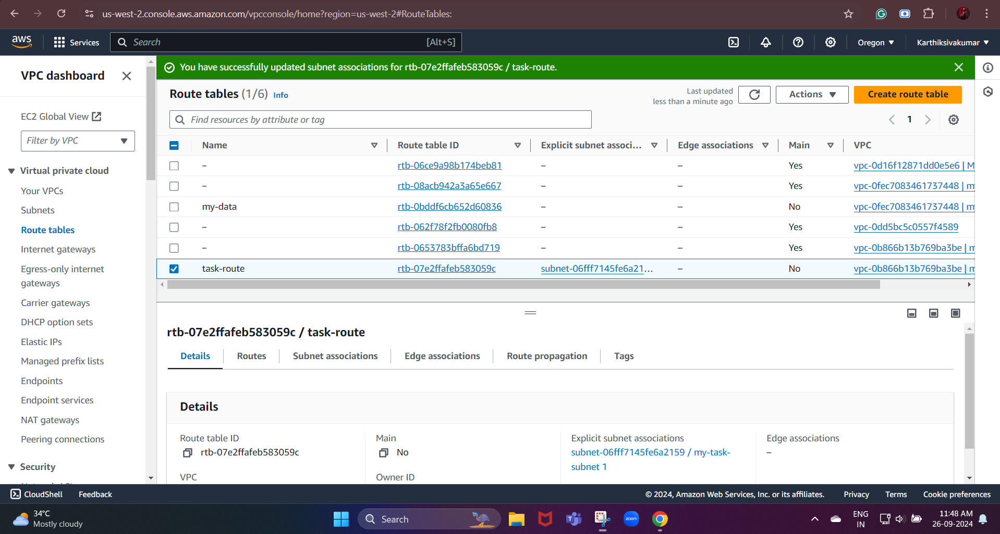 us-west-2.console.aws.amazon.com/vpcconsole/home?region=us-west-2#RouteTables:
aws
Services
Search
[Alt+S]
Oregon
Karthiksivakumar
VPC dashboard
EC2 Global View
Filter by VPC
Virtual private cloud
Your VPCs
Subnets
Route tables
Internet gateways
Egress-only internet
gateways
Carrier gateways
DHCP option sets
Elastic IPs
Managed prefix lists
Endpoints
Endpoint services
NAT gateways
Peering connections
Security
You have successfully updated subnet associations for rtb-07e2ffafeb583059c / task-route.
Route tables (1/6) Info
Last updated
less than a minute ago
Actions
Create route table
Find resources by attribute or tag
1
Name Route table ID Explicit subnet associ... Edge associations Main VPC
– rtb-06ce9a98b174beb81 – – Yes vpc-0d16f12871dd0e5e6 | M
– rtb-08acb942a3a65e667 – – Yes vpc-0fec7083461737448 | m
my-data rtb-0bddf6cb652d60836 – – No vpc-0fec7083461737448 | m
– rtb-062f78f2fb0080fb8 – – Yes vpc-0dd5bc5c0557f4589
– rtb-0653783bffa6bd719 – – Yes vpc-0b866b13b769ba3be | m
task-route rtb-07e2ffafeb583059c subnet-06fff7145fe6a21... – No vpc-0b866b13b769ba3be | m
rtb-07e2ffafeb583059c / task-route
Details Routes Subnet associations Edge associations Route propagation Tags
Details
Route table ID
rtb-07e2ffafeb583059c
VPC
Main
No
Owner ID
Explicit subnet associations
subnet-06fff7145fe6a2159 / my-task-
subnet 1
Edge associations
–
CloudShell Feedback
© 2024, Amazon Web Services, Inc. or its affiliates. Privacy Terms Cookie preferences
34°C
Mostly cloudy
Search
zoom
ENG
IN
11:48 AM
26-09-2024